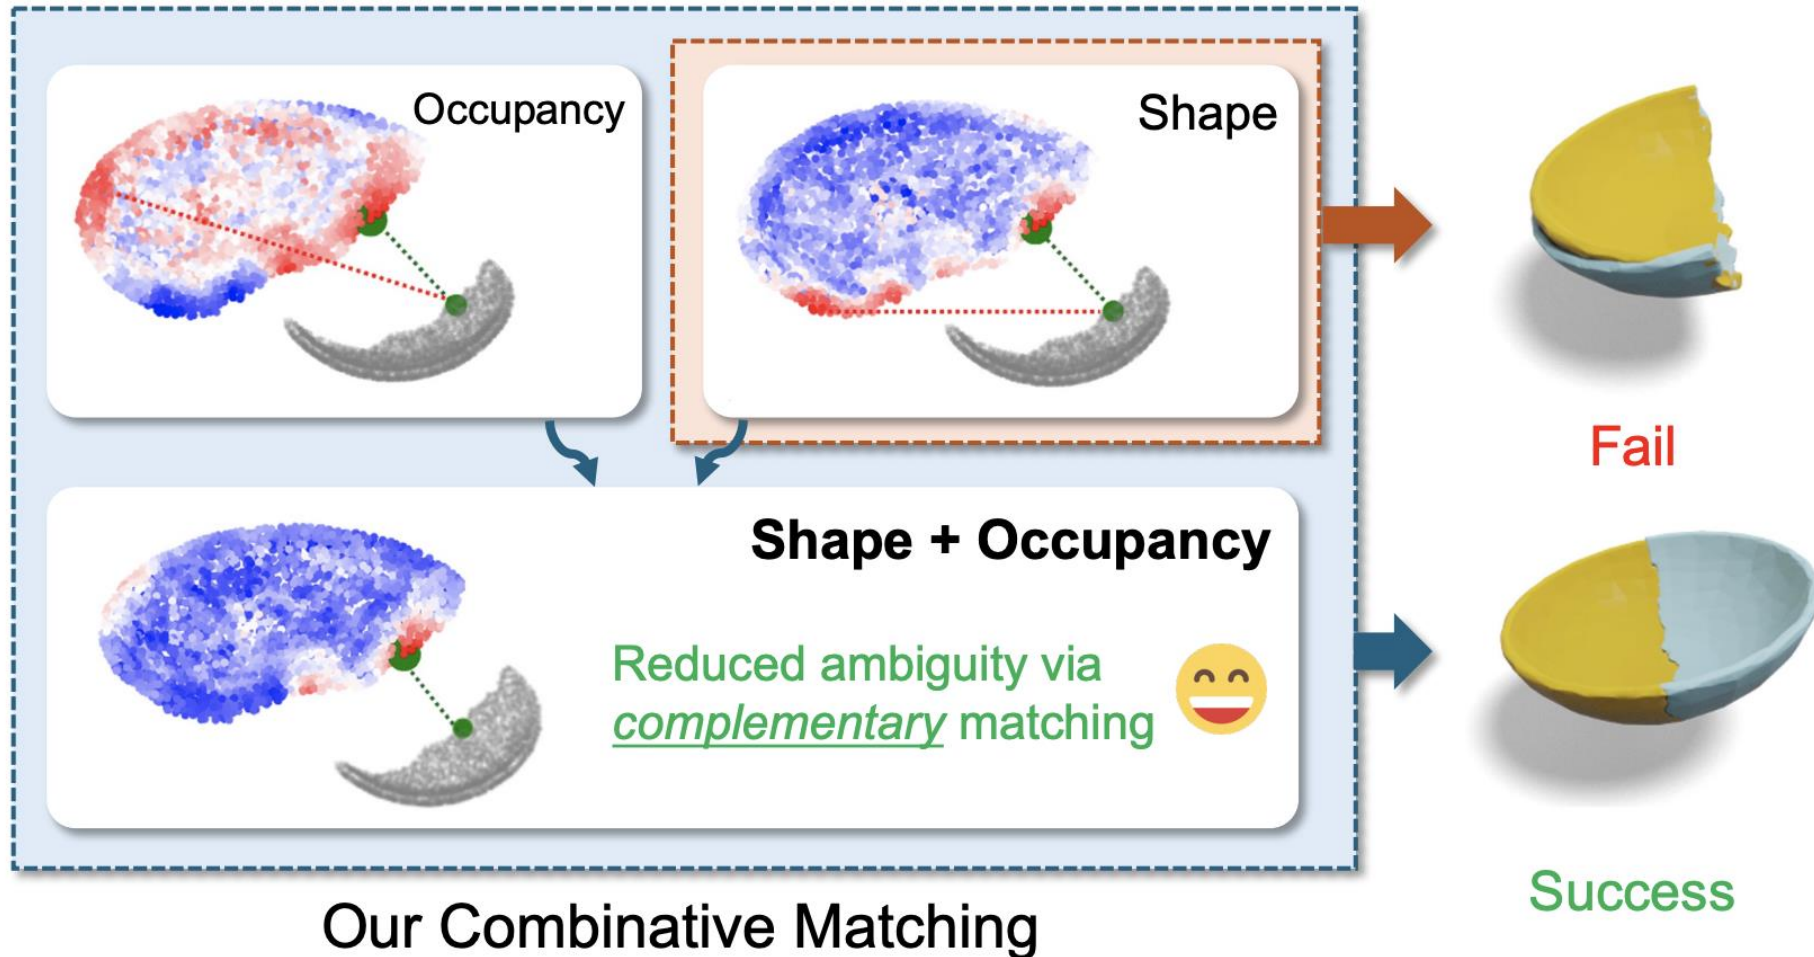 Occupancy
Shape
Fail
Shape + Occupancy
Reduced ambiguity via
complementary matching
Success
Our Combinative Matching